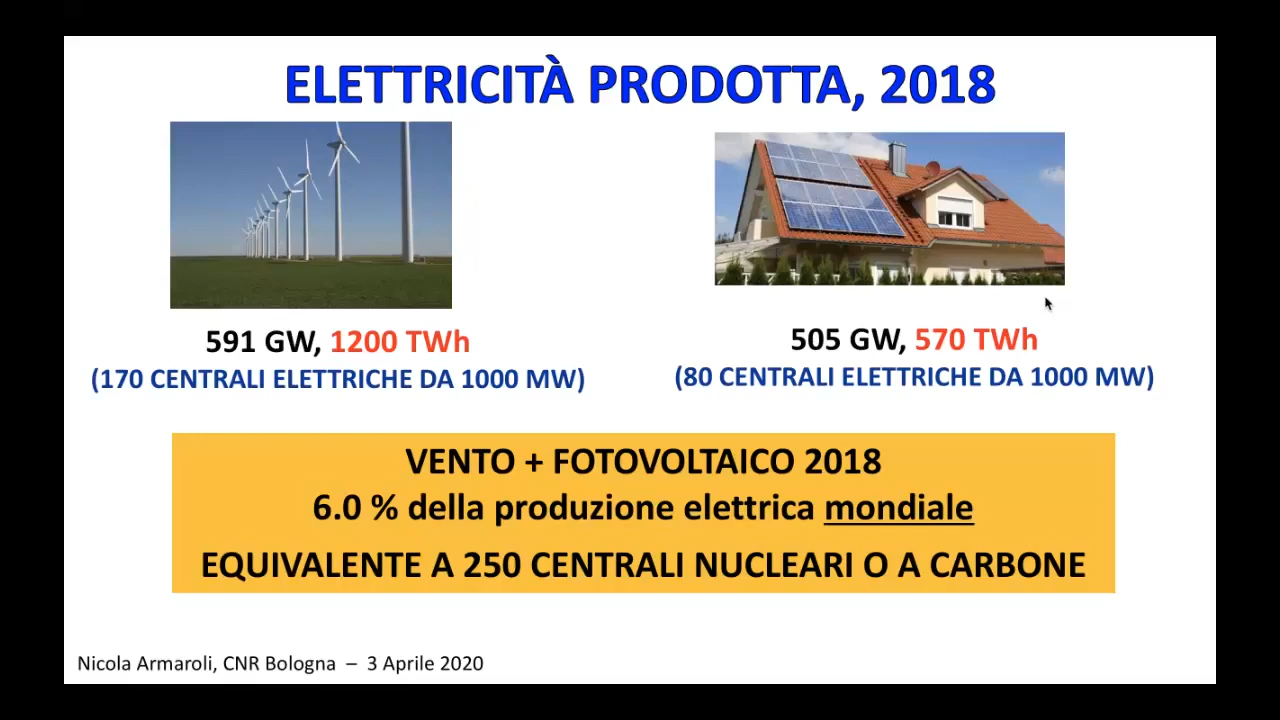 ELETTRICITÀ PRODOTTA, 2018
591 GW, 1200 TWh
(170 CENTRALI ELETTRICHE DA 1000 MW)
505 GW, 570 TWh
(80 CENTRALI ELETTRICHE DA 1000 MW)
VENTO + FOTOVOLTAICO 2018
6.0 % della produzione elettrica mondiale
EQUIVALENTE A 250 CENTRALI NUCLEARI O A CARBONE
Nicola Armaroli, CNR Bologna – 3 Aprile 2020